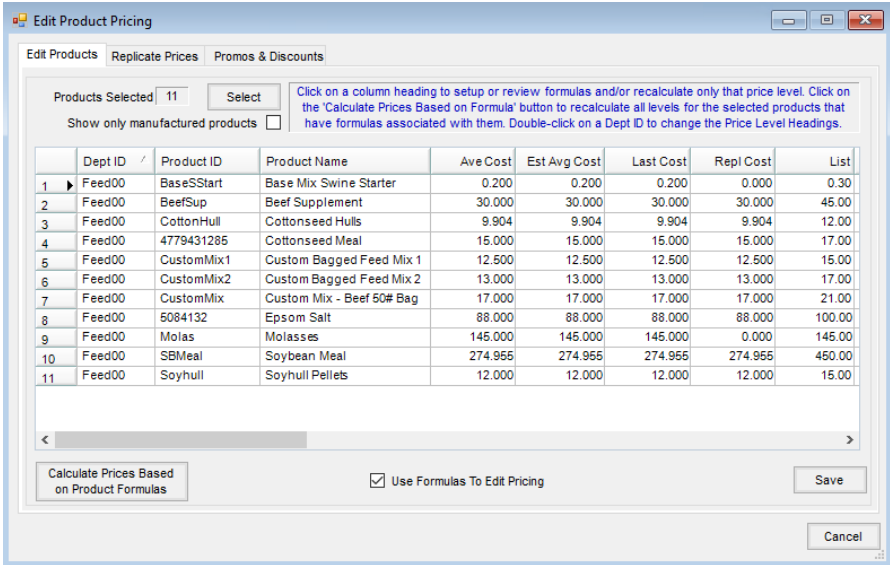 Edit Product Pricing
Edit Products Replicate Prices Promos & Discounts
Products Selected 11 Select
Click on a column heading to setup or review formulas and/or recalculate only that price level. Click on
the 'Calculate Prices Based on Formula' button to recalculate all levels for the selected products that
have formulas associated with them. Double-click on a Dept ID to change the Price Level Headings.
Show only manufactured products
Dept ID Product ID Product Name Ave Cost Est Avg Cost Last Cost Repl Cost List
1 Feed00 BaseSStart Base Mix Swine Starter 0.200 0.200 0.200 0.000 0.30
2 Feed00 BeefSup Beef Supplement 30.000 30.000 30.000 30.000 45.00
3 Feed00 CottonHull Cottonseed Hulls 9.904 9.904 9.904 9.904 12.00
4 Feed00 4779431285 Cottonseed Meal 15.000 15.000 15.000 15.000 17.00
5 Feed00 CustomMix1 Custom Bagged Feed Mix 1 12.500 12.500 12.500 12.500 15.00
6 Feed00 CustomMix2 Custom Bagged Feed Mix 2 13.000 13.000 13.000 13.000 17.00
7 Feed00 CustomMix Custom Mix - Beef 50# Bag 17.000 17.000 17.000 17.000 21.00
8 Feed00 5084132 Epsom Salt 88.000 88.000 88.000 88.000 100.00
9 Feed00 Molas Molasses 145.000 145.000 145.000 0.000 145.00
10 Feed00 SBMeal Soybean Meal 274.955 274.955 274.955 274.955 450.00
11 Feed00 Soyhull Soyhull Pellets 12.000 12.000 12.000 12.000 15.00
Calculate Prices Based
on Product Formulas
Use Formulas To Edit Pricing
Save
Cancel